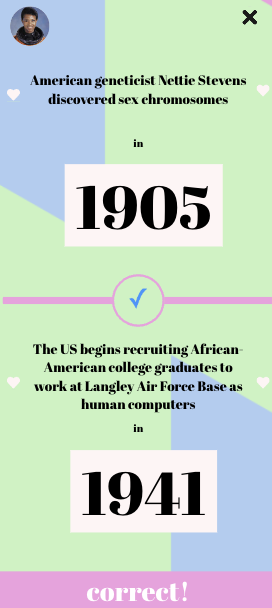 American geneticist Nettie Stevens
discovered sex chromosomes
in
1905
The US begins recruiting African-
American college graduates to
work at Langley Air Force Base as
human computers
in
1941
correct!